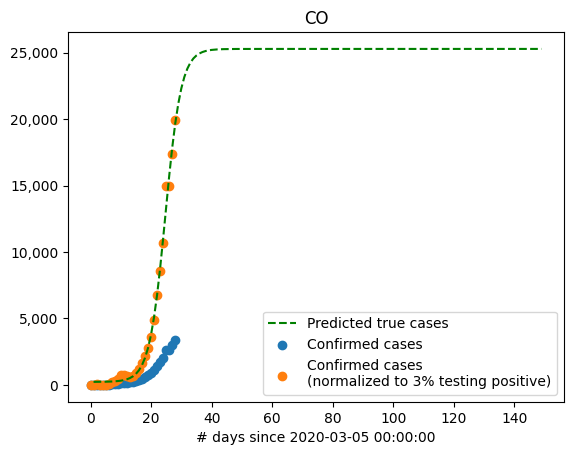 CO
25,000
20,000
15,000
10,000
5,000
0
Predicted true cases
Confirmed cases
Confirmed cases
(normalized to 3% testing positive)
0 20 40 60 80 100 120 140
# days since 2020-03-05 00:00:00